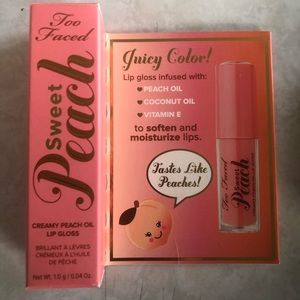 Too
Faced
Sweet
Peach
CREAMY PEACH OIL
LIP GLOSS
BRILLANT À LÈVRES
CRÉMEUX À L'HUILE
DE PÊCHE
Net Wt. 1.0 g / 0.04 Oz.
Juicy Color!
Lip gloss infused with:
PEACH OIL
COCONUT OIL
VITAMIN E
to soften and
moisturize lips.
Tastes Like
Peaches!
Too Faced
Sweet
Peach